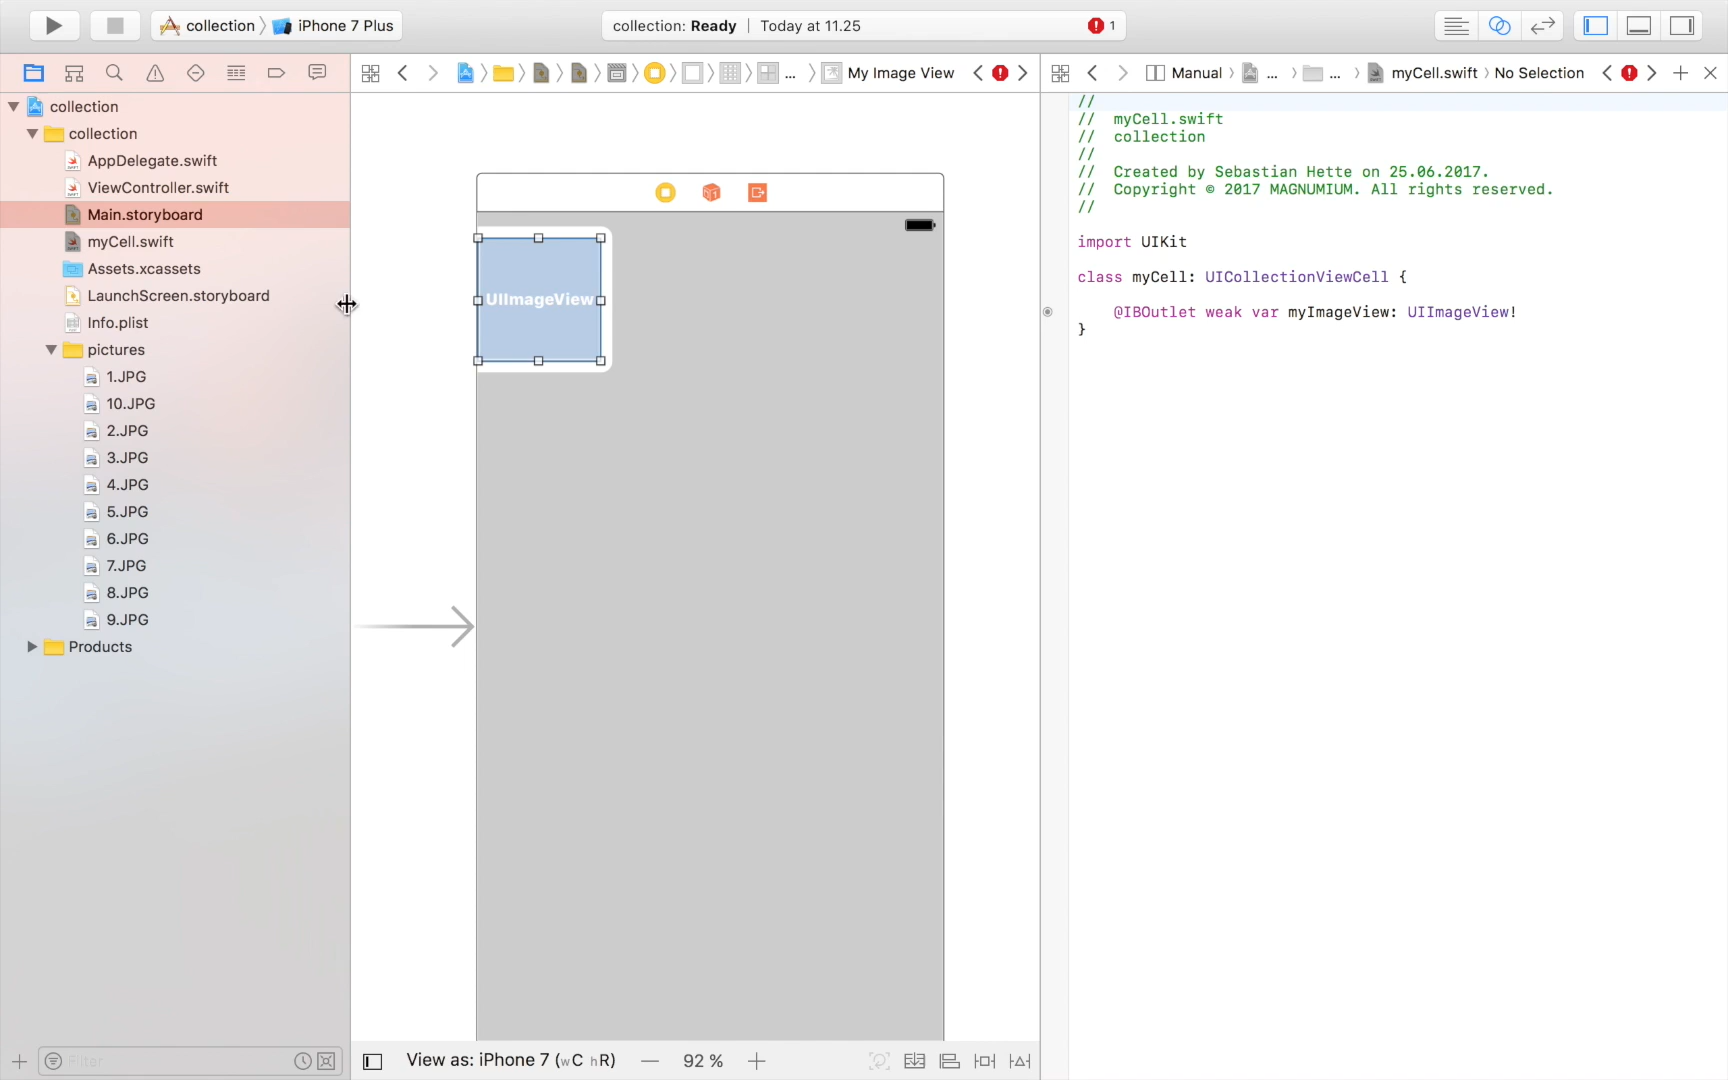 collection 〉 iPhone 7 Plus
collection: Ready | Today at 11.25
1
My Image View
Manual 〉 ... 〉 ... 〉 myCell.swift 〉 No Selection
collection
collection
AppDelegate.swift
ViewController.swift
Main.storyboard
myCell.swift
Assets.xcassets
LaunchScreen.storyboard
Info.plist
pictures
1.JPG
10.JPG
2.JPG
3.JPG
4.JPG
5.JPG
6.JPG
7.JPG
8.JPG
9.JPG
Products
Filter
UIImageView
View as: iPhone 7 (wC hR)
92 %
//
//  myCell.swift
//  collection
//
//  Created by Sebastian Hette on 25.06.2017.
//  Copyright © 2017 MAGNUMIUM. All rights reserved.
//
import UIKit
class myCell: UICollectionViewCell {
@IBOutlet weak var myImageView: UIImageView!
}